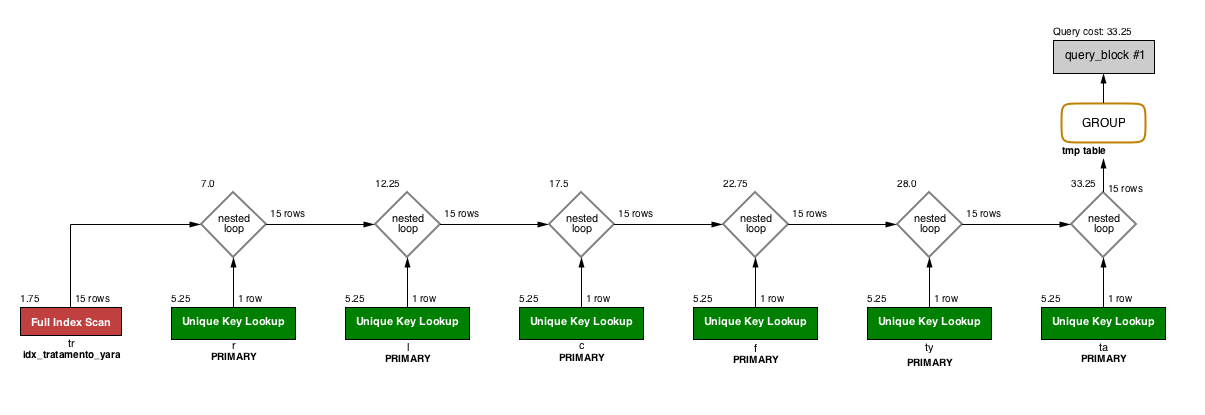 Query cost: 33.25
query_block #1
GROUP
tmp table
7.0
12.25
17.5
22.75
28.0
33.25
15 rows
nested
loop
15 rows
nested
loop
15 rows
nested
loop
15 rows
nested
loop
15 rows
nested
loop
15 rows
nested
loop
1.75
15 rows
5.25
1 row
5.25
1 row
5.25
1 row
5.25
1 row
5.25
1 row
5.25
1 row
Full Index Scan
Unique Key Lookup
Unique Key Lookup
Unique Key Lookup
Unique Key Lookup
Unique Key Lookup
Unique Key Lookup
tr
idx_tratamento_yara
r
PRIMARY
l
PRIMARY
c
PRIMARY
f
PRIMARY
ty
PRIMARY
ta
PRIMARY